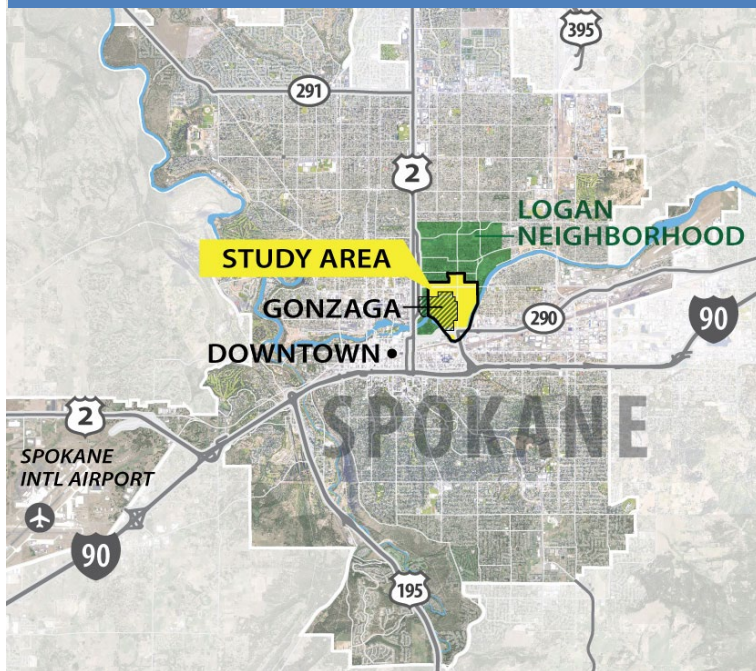 395
291
2
LOGAN
NEIGHBORHOOD
STUDY AREA
GONZAGA
290
90
DOWNTOWN
2
SPOKANE
SPOKANE
INTL AIRPORT
90
195